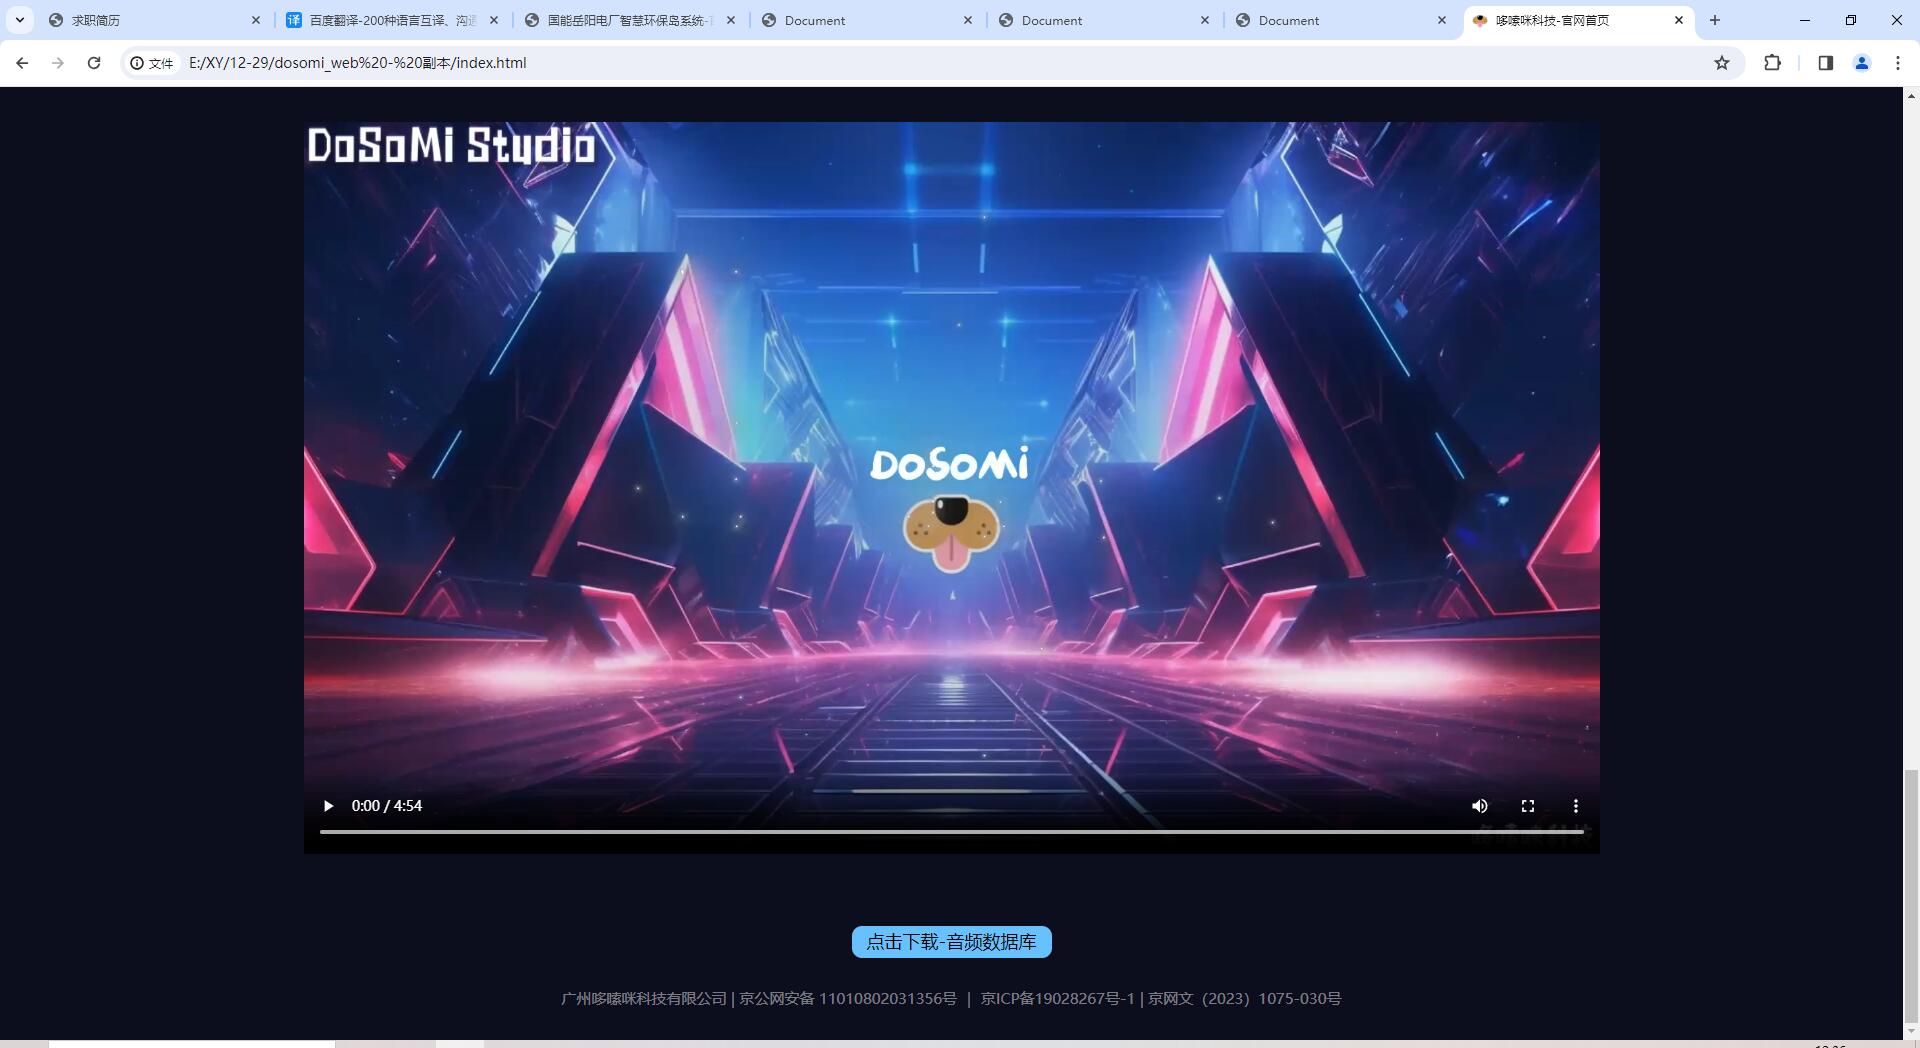 求职简历
百度翻译-200种语言互译、沟通
国能岳阳电厂智慧环保岛系统-
Document
Document
Document
哆嗦咪科技-官网首页
文件
E:/XY/12-29/dosomi_web%20-%20副本/index.html
DoSoMi Studio
DoSoMi
0:00 / 4:54
点击下载-音频数据库
广州哆嗦咪科技有限公司 | 京公网安备 11010802031356号 | 京ICP备19028267号-1 | 京网文（2023）1075-030号